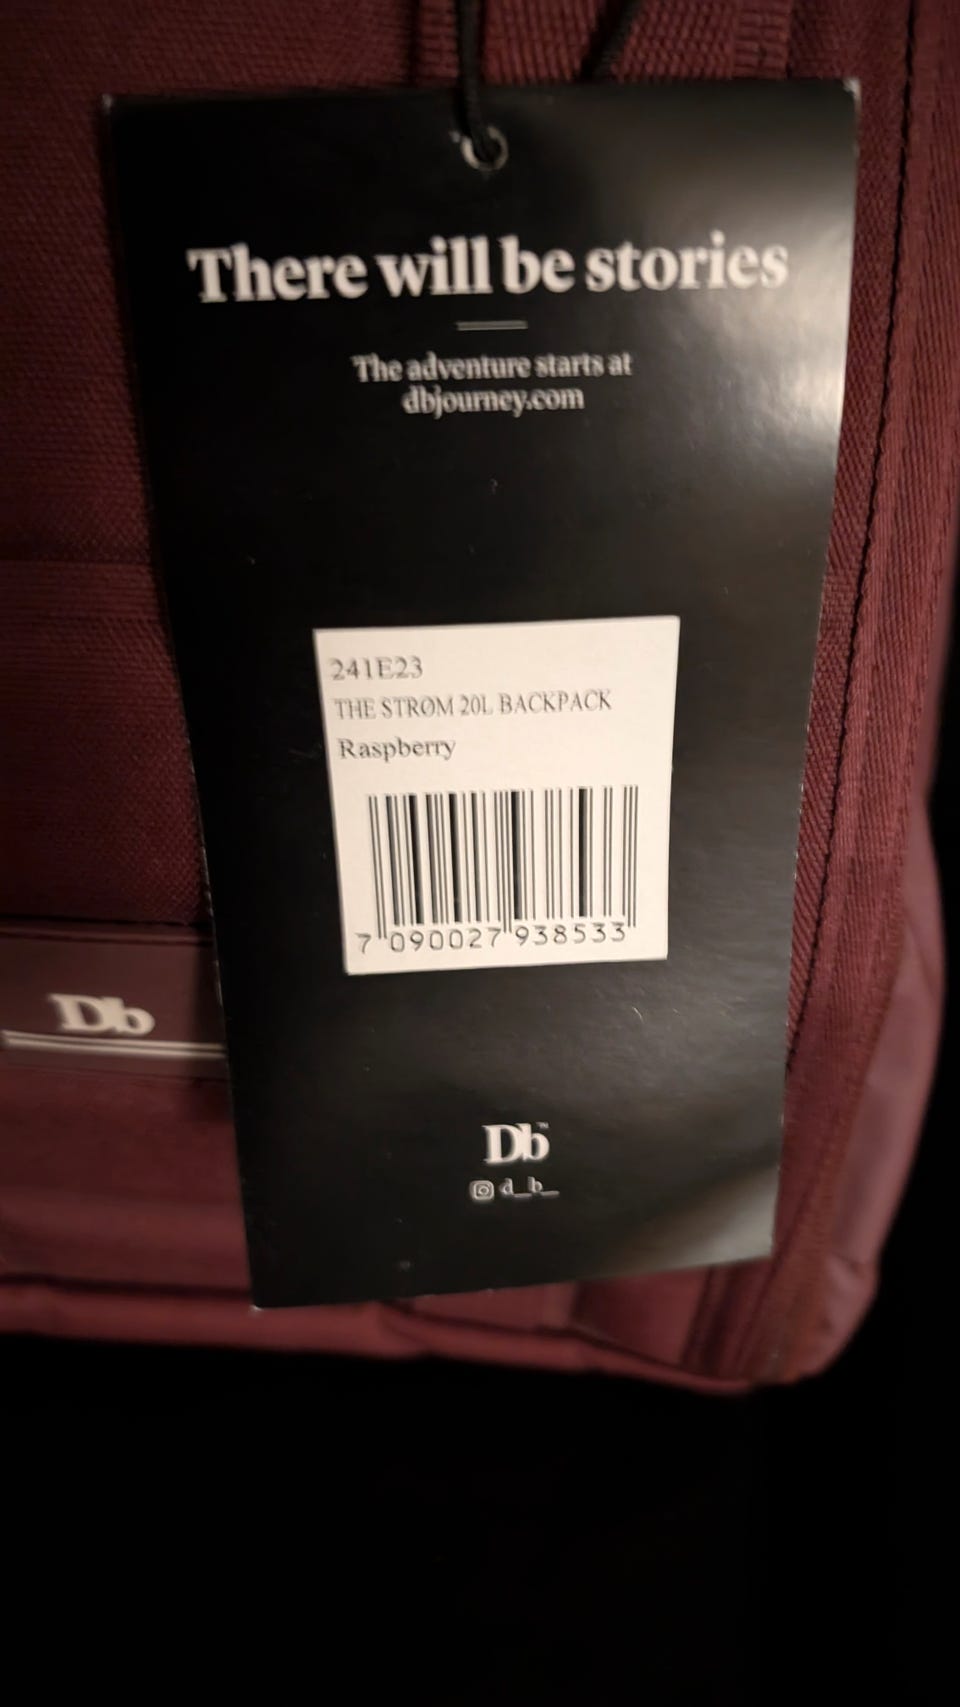 There will be stories
The adventure starts at
dbjourney.com
241E23
THE STRØM 20L BACKPACK
Raspberry
7 090027 938533
Db
Db™
d_b_